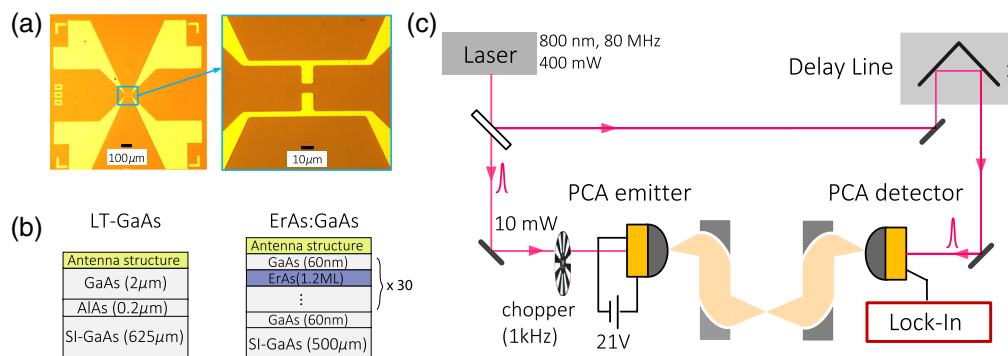 (a)
100μm
10μm
(b)
LT-GaAs
Antenna structure
GaAs (2μm)
AlAs (0.2μm)
SI-GaAs (625μm)
ErAs:GaAs
Antenna structure
GaAs (60nm)
ErAs(1.2ML)
⋮
GaAs (60nm)
SI-GaAs (500μm)
x 30
(c)
Laser
800 nm, 80 MHz
400 mW
Delay Line
PCA emitter
PCA detector
10 mW
chopper
(1kHz)
21V
Lock-In